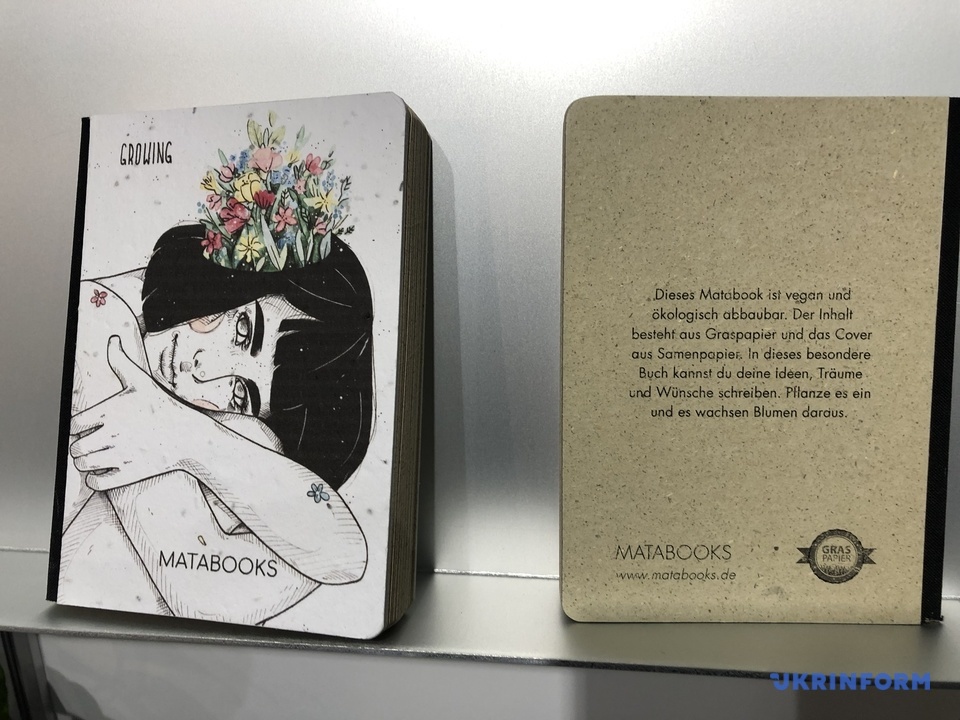 GROWING
MATABOOKS
Dieses Matabook ist vegan und
ökologisch abbaubar. Der Inhalt
besteht aus Graspapier und das Cover
aus Samenpapier. In dieses besondere
Buch kannst du deine Ideen, Träume
und Wünsche schreiben. Pflanze es ein
und es wachsen Blumen daraus.
MATABOOKS
www.matabooks.de
GRAS
PAPIER
UKRINFORM